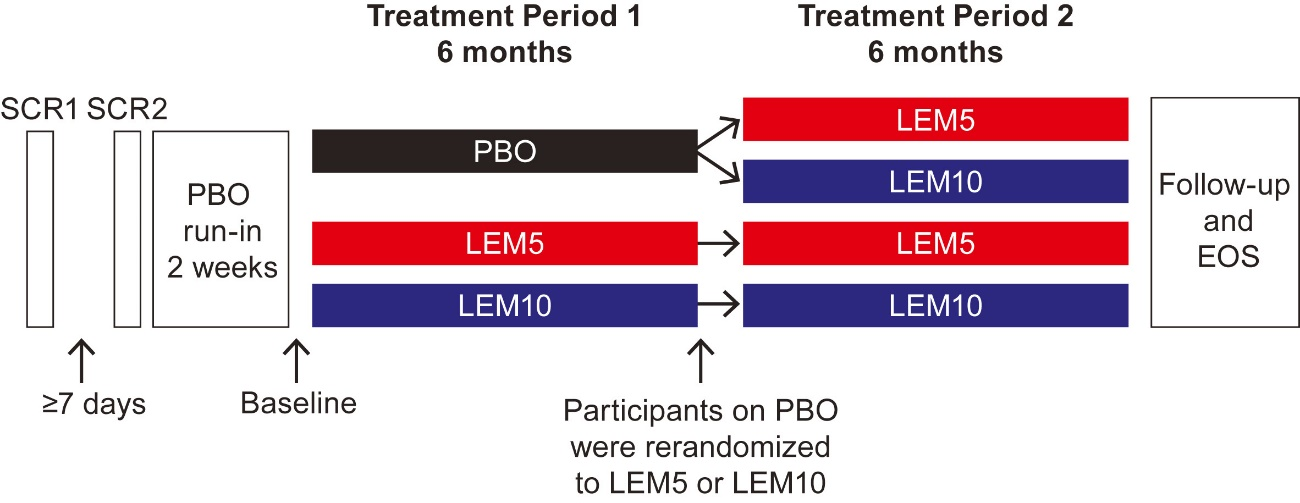 Treatment Period 1
6 months
Treatment Period 2
6 months
SCR1 SCR2
PBO
run-in
2 weeks
PBO
LEM5
LEM10
LEM5
LEM10
LEM5
LEM10
Follow-up
and
EOS
≥7 days
Baseline
Participants on PBO
were rerandomized
to LEM5 or LEM10